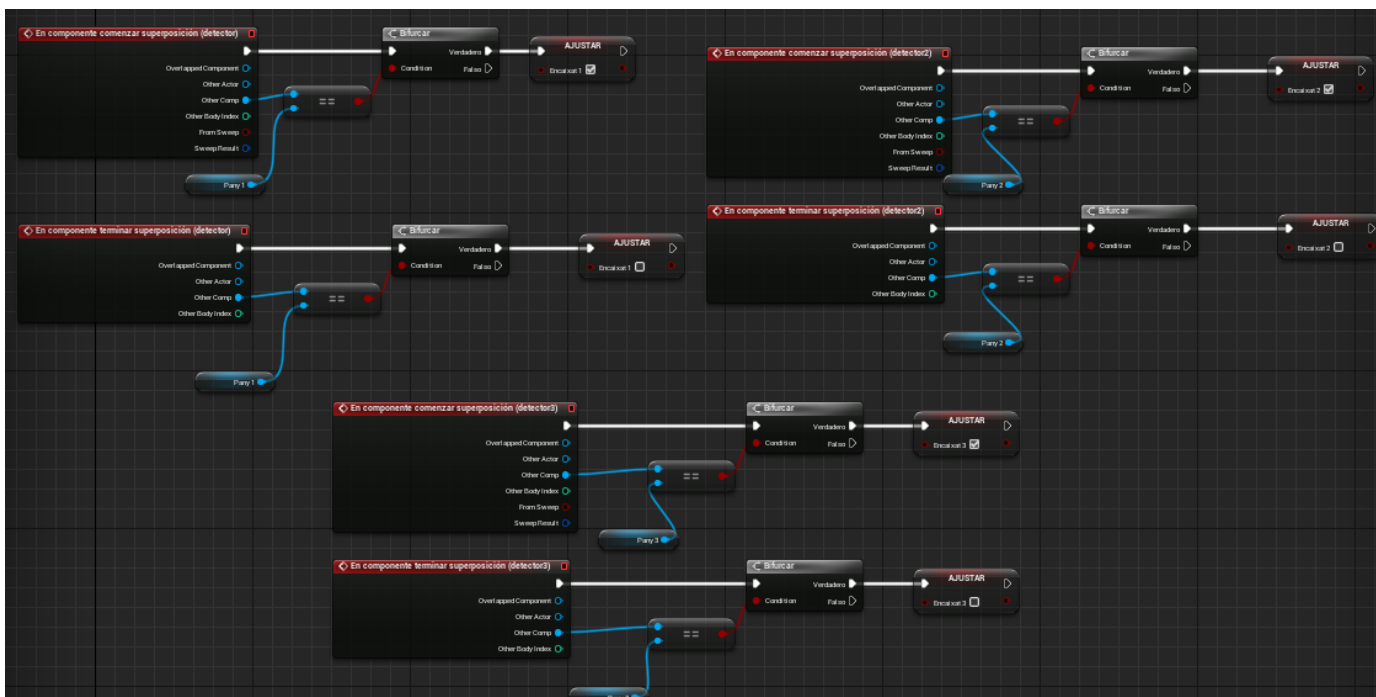 En componente comenzar superposición (detector)
Overlapped Component
Other Actor
Other Comp
Other Body Index
From Sweep
Sweep Result
==
Pany 1
Bifurcar
Verdadero
Condition
Falso
AJUSTAR
Encaixat 1
En componente comenzar superposición (detector2)
Overlapped Component
Other Actor
Other Comp
Other Body Index
From Sweep
Sweep Result
==
Pany 2
Bifurcar
Verdadero
Condition
Falso
AJUSTAR
Encaixat 2
En componente terminar superposición (detector)
Overlapped Component
Other Actor
Other Comp
Other Body Index
==
Pany 1
Bifurcar
Verdadero
Condition
Falso
AJUSTAR
Encaixat 1
En componente terminar superposición (detector2)
Overlapped Component
Other Actor
Other Comp
Other Body Index
==
Pany 2
Bifurcar
Verdadero
Condition
Falso
AJUSTAR
Encaixat 2
En componente comenzar superposición (detector3)
Overlapped Component
Other Actor
Other Comp
Other Body Index
From Sweep
Sweep Result
==
Pany 3
Bifurcar
Verdadero
Condition
Falso
AJUSTAR
Encaixat 3
En componente terminar superposición (detector3)
Overlapped Component
Other Actor
Other Comp
Other Body Index
==
Bifurcar
Verdadero
Condition
Falso
AJUSTAR
Encaixat 3